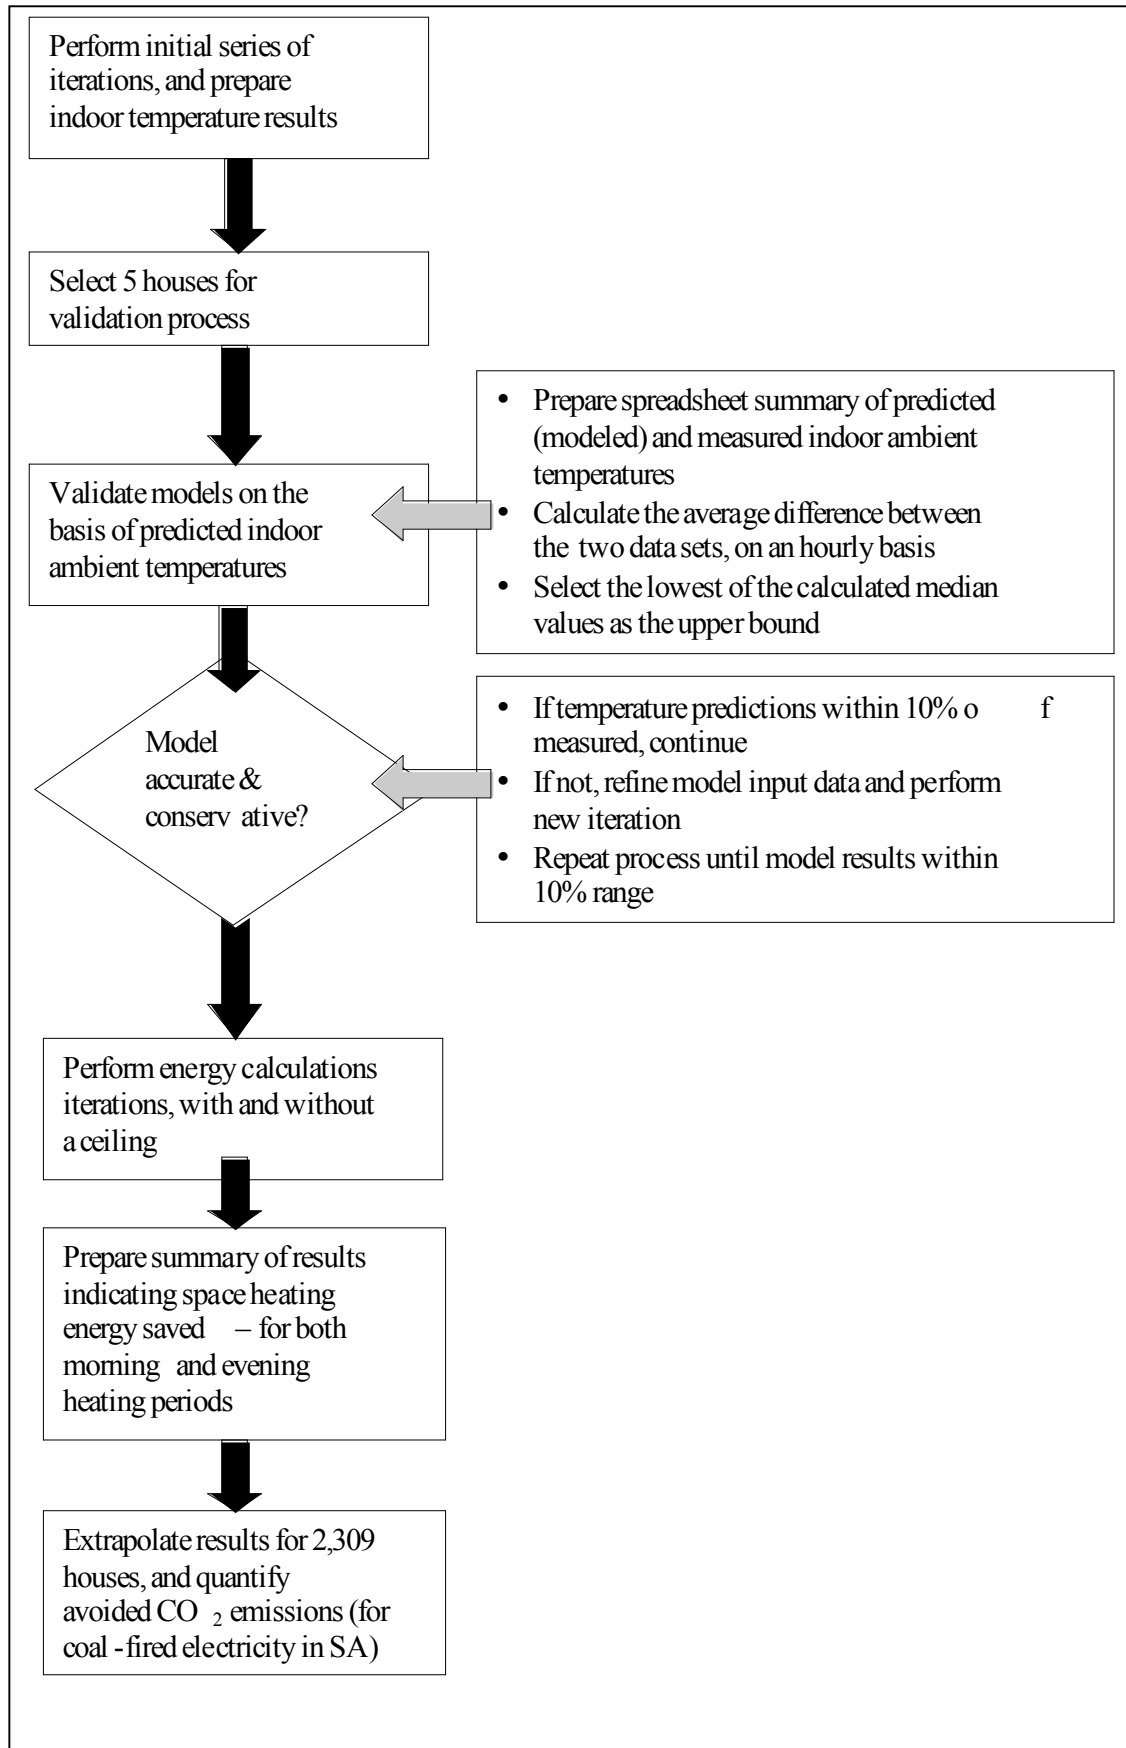 Perform initial series of
iterations, and prepare
indoor temperature results
Select 5 houses for
validation process
• Prepare spreadsheet summary of predicted
(modeled) and measured indoor ambient
temperatures
• Calculate the average difference between
the two data sets, on an hourly basis
• Select the lowest of the calculated median
values as the upper bound
Validate models on the
basis of predicted indoor
ambient temperatures
• If temperature predictions within 10% o f
measured, continue
• If not, refine model input data and perform
new iteration
• Repeat process until model results within
10% range
Model
accurate &
conserv ative?
Perform energy calculations
iterations, with and without
a ceiling
Prepare summary of results
indicating space heating
energy saved – for both
morning and evening
heating periods
Extrapolate results for 2,309
houses, and quantify
avoided CO 2 emissions (for
coal -fired electricity in SA)